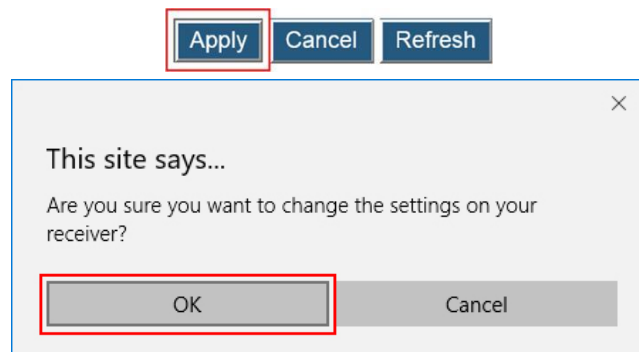 Apply Cancel Refresh
This site says...
Are you sure you want to change the settings on your
receiver?
OK Cancel